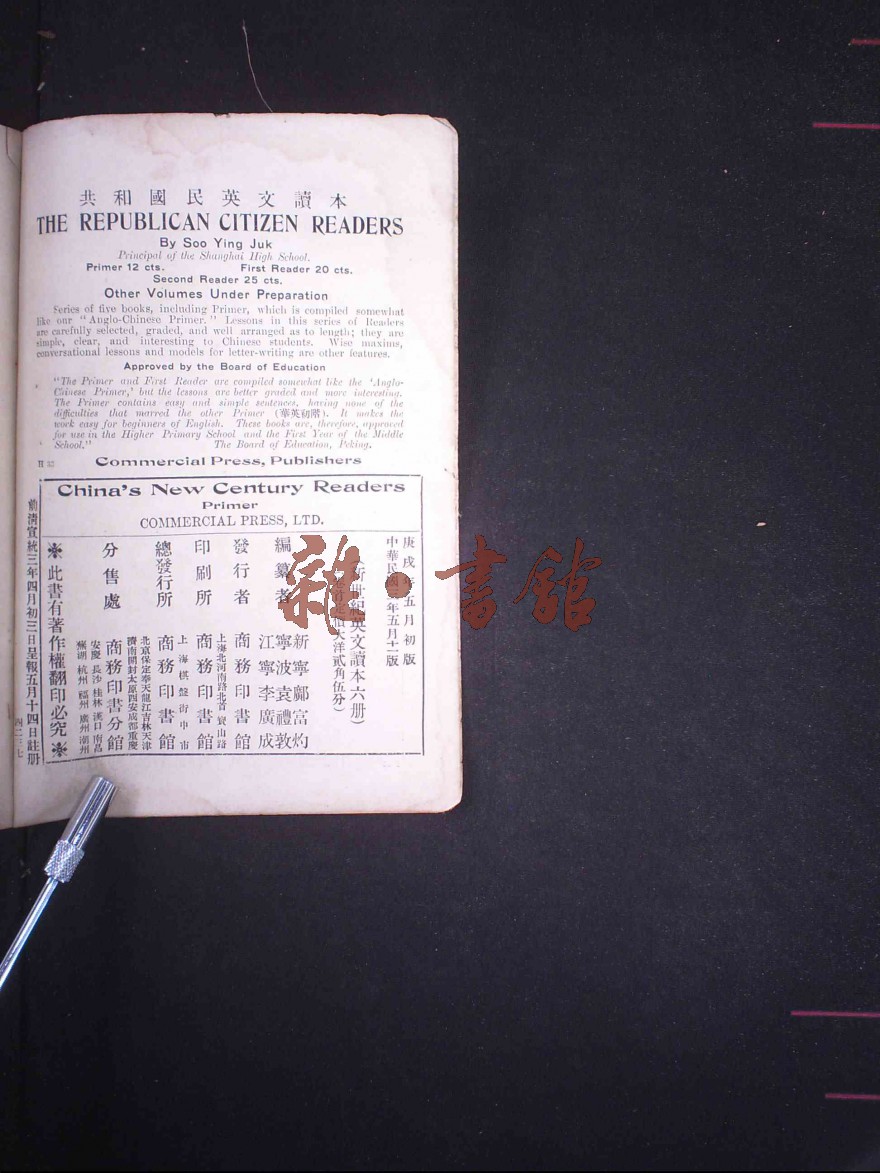 共和國民英文讀本
THE REPUBLICAN CITIZEN READERS
By Soo Ying Juk
Principal of the Shanghai High School.
Primer 12 cts. First Reader 20 cts.
Second Reader 25 cts.
Other Volumes Under Preparation
Series of five books, including Primer, which is compiled somewhat
like our "Anglo-Chinese Primer." Lessons in this series of Readers
are carefully selected, graded, and well arranged as to length; they are
simple, clear, and interesting to Chinese students. Wise maxims,
conversational lessons and models for letter-writing are other features.
Approved by the Board of Education
"The Primer and First Reader are compiled somewhat like the 'Anglo-
Chinese Primer,' but the lessons are better graded and more interesting.
The Primer contains easy and simple sentences, having none of the
difficulties that marred the other Primer (華英初階). It makes the
work easy for beginners of English. These books are, therefore, approved
for use in the Higher Primary School and the First Year of the Middle
School." The Board of Education, Peking.
Commercial Press, Publishers
China's New Century Readers
Primer
COMMERCIAL PRESS, LTD.
庚戌年五月初版
中華民國年五月十一版
新世紀英文讀本六册）
大洋貳角伍分）
編纂者
新寧鄺富灼
寧波袁禮敦
江寧李廣成
發行者
商務印書館
上海北河南路北首寶山路
印刷所
商務印書館
上海棋盤街中市
總發行所
商務印書館
北京保定奉天龍江吉林天津
濟南開封太原西安成都重慶
分售處
商務印書分館
安慶長沙桂林漢口南昌
蕪湖杭州福州廣州潮州
※此書有著作權翻印必究※
前清宣統三年四月初三日呈報五月十四日註册
四二三七
雜·書館